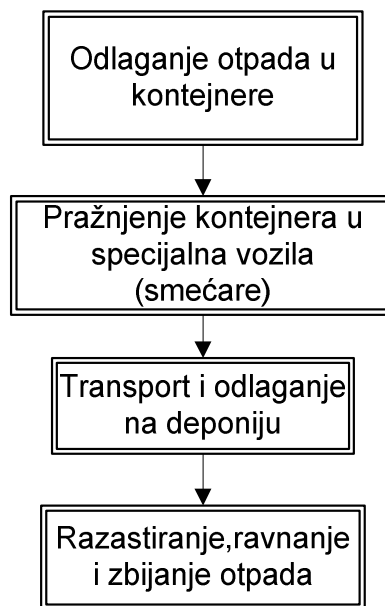 Odlaganje otpada u
kontejnere
Pražnjenje kontejnera u
specijalna vozila
(smećare)
Transport i odlaganje
na deponiju
Razastiranje,ravnanje
i zbijanje otpada